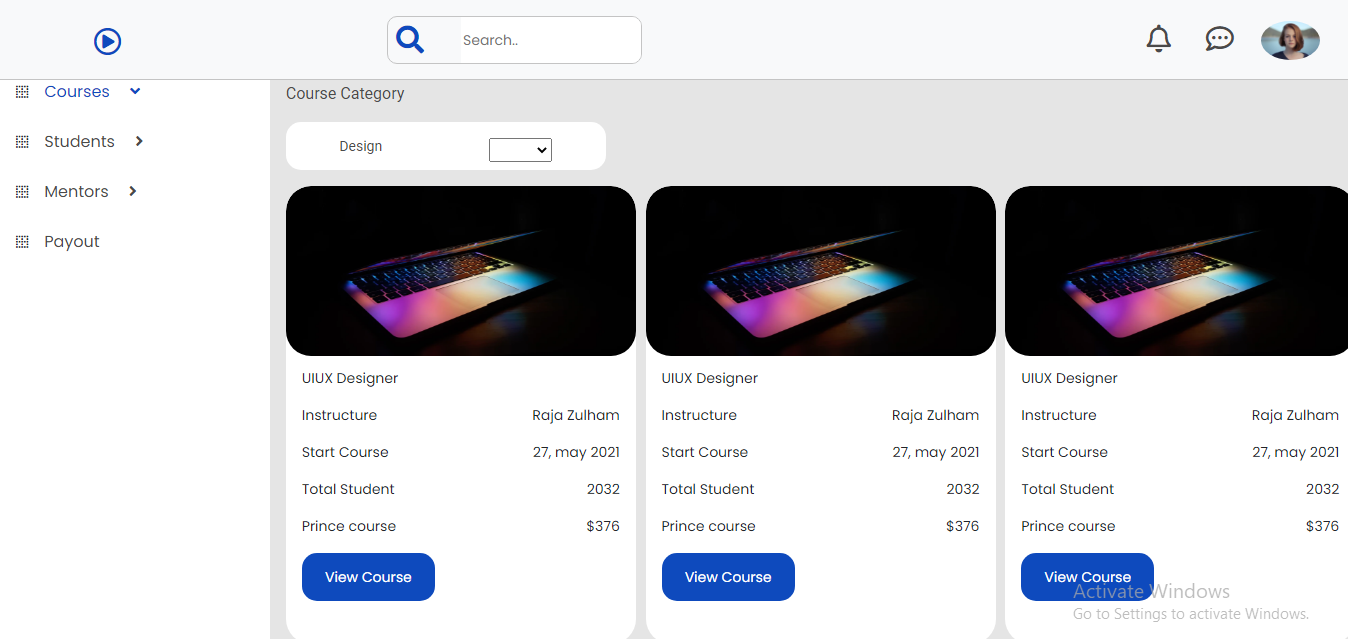 Search..
Courses
Students
Mentors
Payout
Course Category
Design
UIUX Designer
Instructure Raja Zulham
Start Course 27, may 2021
Total Student 2032
Prince course $376
View Course
UIUX Designer
Instructure Raja Zulham
Start Course 27, may 2021
Total Student 2032
Prince course $376
View Course
UIUX Designer
Instructure Raja Zulham
Start Course 27, may 2021
Total Student 2032
Prince course $376
View Course
Activate Windows
Go to Settings to activate Windows.